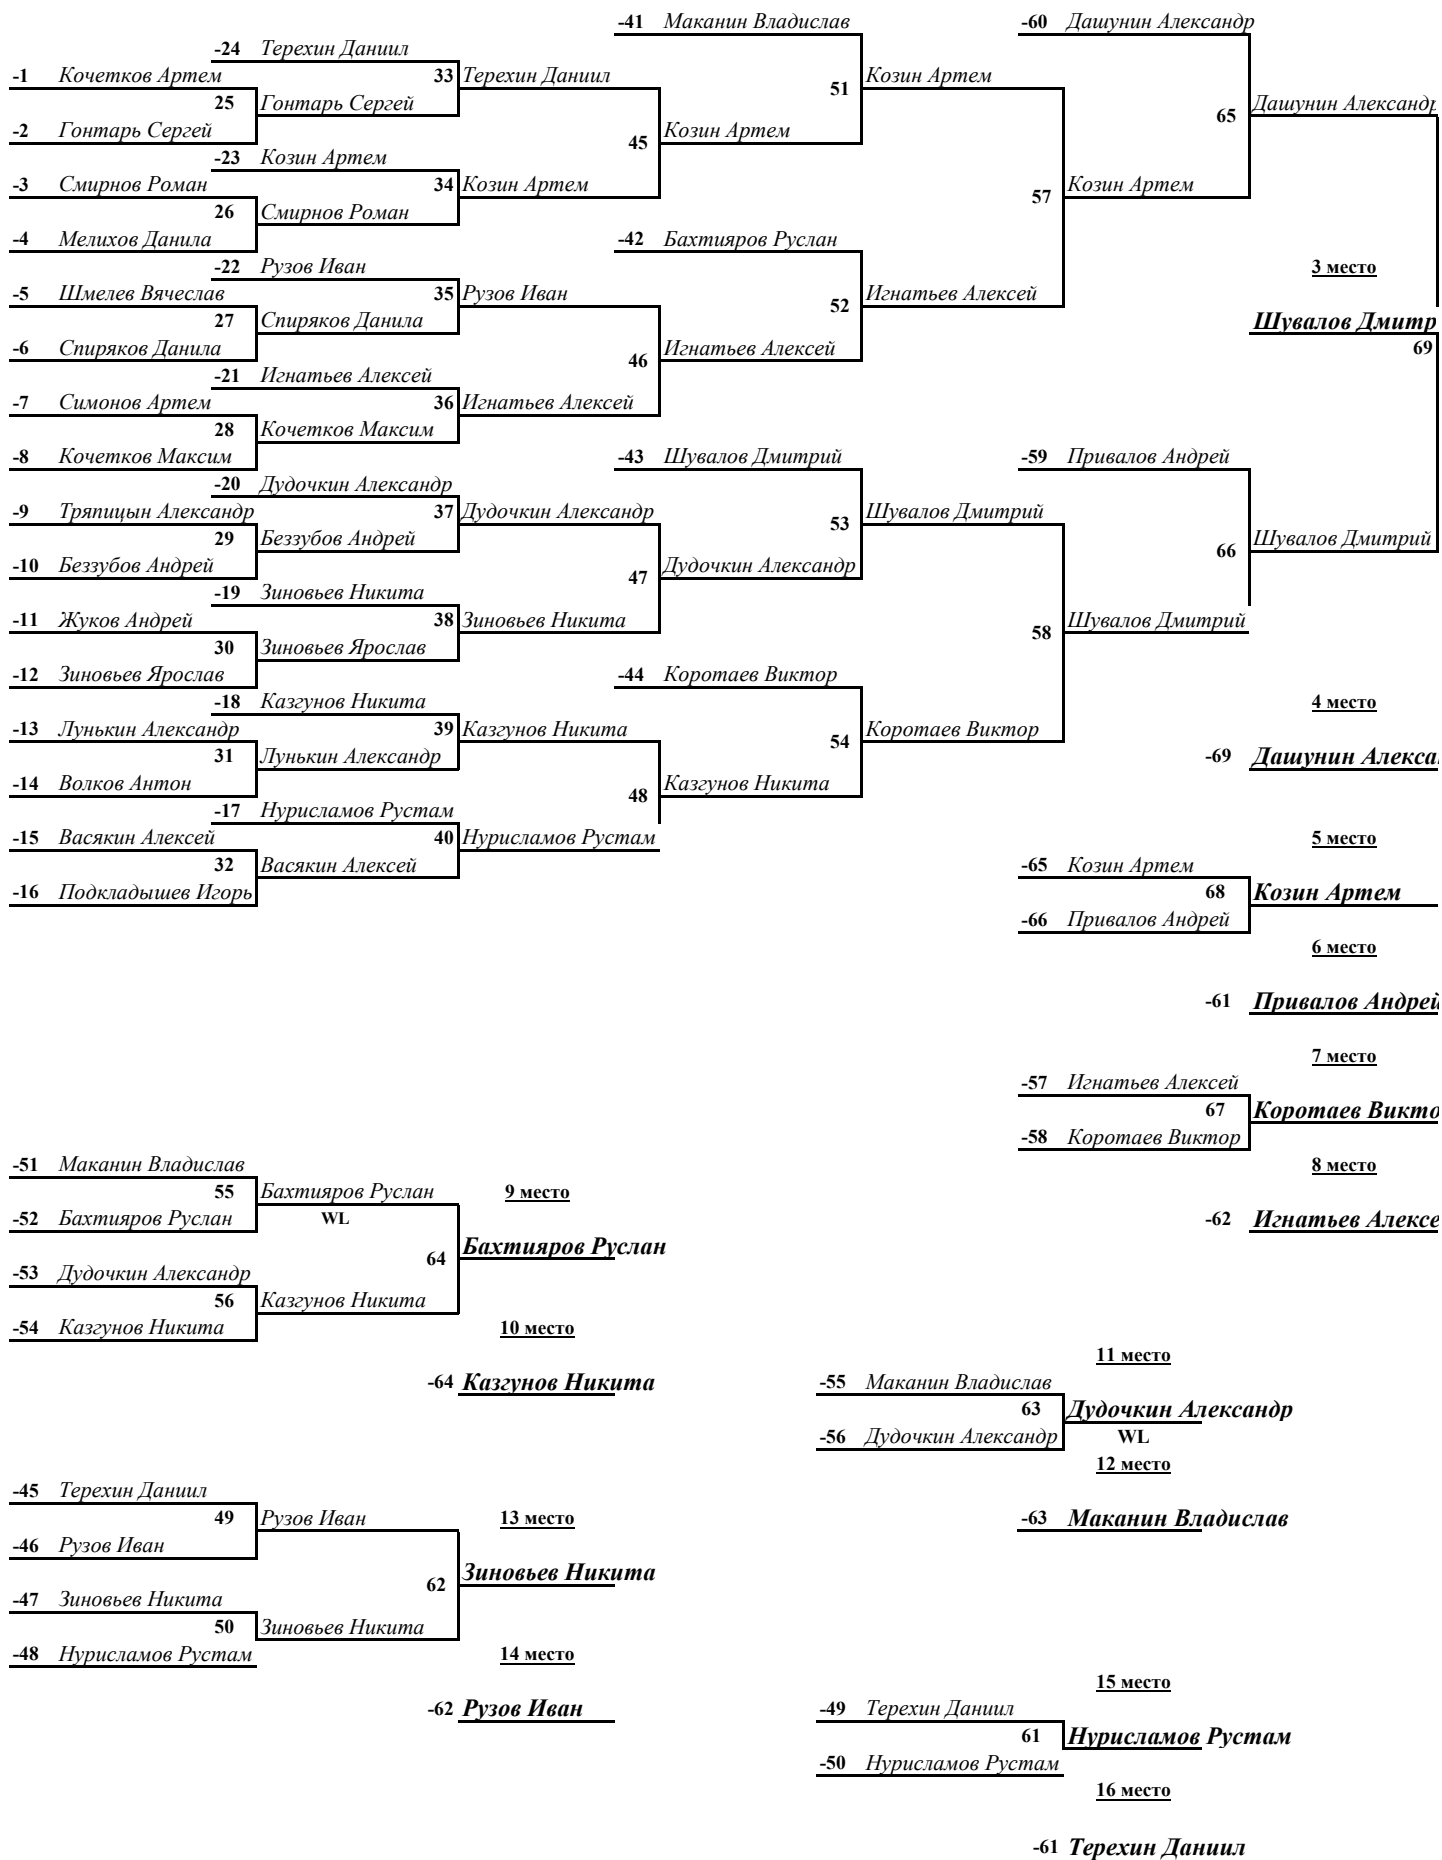 -41 Маканин Владислав -60 Дашунин Александр
-24 Терехин Даниил
-1 Кочетков Артем 33 Терехин Даниил Козин Артем
25 Гонтарь Сергей 51 65 Дашунин Александр
-2 Гонтарь Сергей 45 Козин Артем
-23 Козин Артем
-3 Смирнов Роман 34 Козин Артем 57 Козин Артем
26 Смирнов Роман
-4 Мелихов Данила -42 Бахтияров Руслан
-22 Рузов Иван 3 место
-5 Шмелев Вячеслав 35 Рузов Иван 52 Игнатьев Алексей
27 Спиряков Данила Шувалов Дмитр
-6 Спиряков Данила 46 Игнатьев Алексей 69
-21 Игнатьев Алексей
-7 Симонов Артем 36 Игнатьев Алексей
28 Кочетков Максим
-8 Кочетков Максим -43 Шувалов Дмитрий -59 Привалов Андрей
-20 Дудочкин Александр
-9 Тряпицын Александр 37 Дудочкин Александр 53 Шувалов Дмитрий
29 Беззубов Андрей 66 Шувалов Дмитрий
-10 Беззубов Андрей 47 Дудочкин Александр
-19 Зиновьев Никита
-11 Жуков Андрей 38 Зиновьев Никита 58 Шувалов Дмитрий
30 Зиновьев Ярослав
-12 Зиновьев Ярослав -44 Коротаев Виктор
-18 Казгунов Никита 4 место
-13 Лунькин Александр 39 Казгунов Никита 54 Коротаев Виктор
31 Лунькин Александр -69 Дашунин Алекса
-14 Волков Антон 48 Казгунов Никита
-17 Нурисламов Рустам
-15 Васякин Алексей 40 Нурисламов Рустам 5 место
32 Васякин Алексей -65 Козин Артем
-16 Подкладышев Игорь 68 Козин Артем
-66 Привалов Андрей
6 место
-61 Привалов Андрей
7 место
-57 Игнатьев Алексей
67 Коротаев Викто
-58 Коротаев Виктор
-51 Маканин Владислав 8 место
55 Бахтияров Руслан 9 место
-52 Бахтияров Руслан WL -62 Игнатьев Алексе
64 Бахтияров Руслан
-53 Дудочкин Александр
56 Казгунов Никита
-54 Казгунов Никита 10 место
11 место
-64 Казгунов Никита -55 Маканин Владислав
63 Дудочкин Александр
-56 Дудочкин Александр WL
12 место
-45 Терехин Даниил
49 Рузов Иван 13 место -63 Маканин Владислав
-46 Рузов Иван
62 Зиновьев Никита
-47 Зиновьев Никита
50 Зиновьев Никита
-48 Нурисламов Рустам 14 место
15 место
-62 Рузов Иван -49 Терехин Даниил
61 Нурисламов Рустам
-50 Нурисламов Рустам
16 место
-61 Терехин Даниил